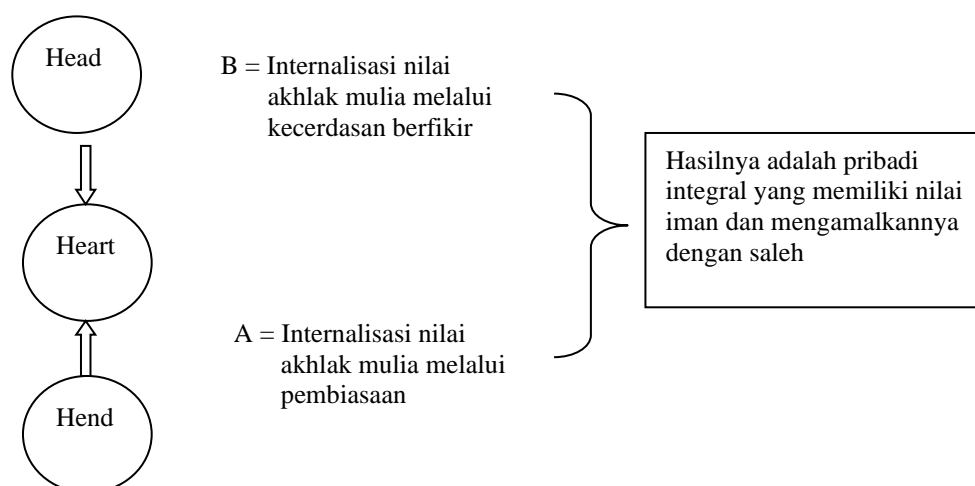 Head
B = Internalisasi nilai
akhlak mulia melalui
kecerdasan berfikir
Hasilnya adalah pribadi
integral yang memiliki nilai
iman dan mengamalkannya
dengan saleh
Heart
A = Internalisasi nilai
akhlak mulia melalui
pembiasaan
Hend